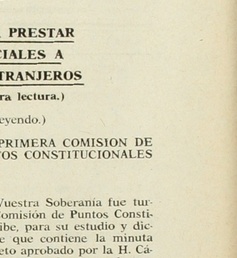 PRESTAR
CIALES A
TRANJEROS
ra lectura.)
eyendo.)
PRIMERA COMISION DE
TOS CONSTITUCIONALES
Vuestra Soberanía fue tur-
omisión de Puntos Consti-
ibe, para su estudio y dic-
e que contiene la minuta
eto aprobado por la H. Cá-